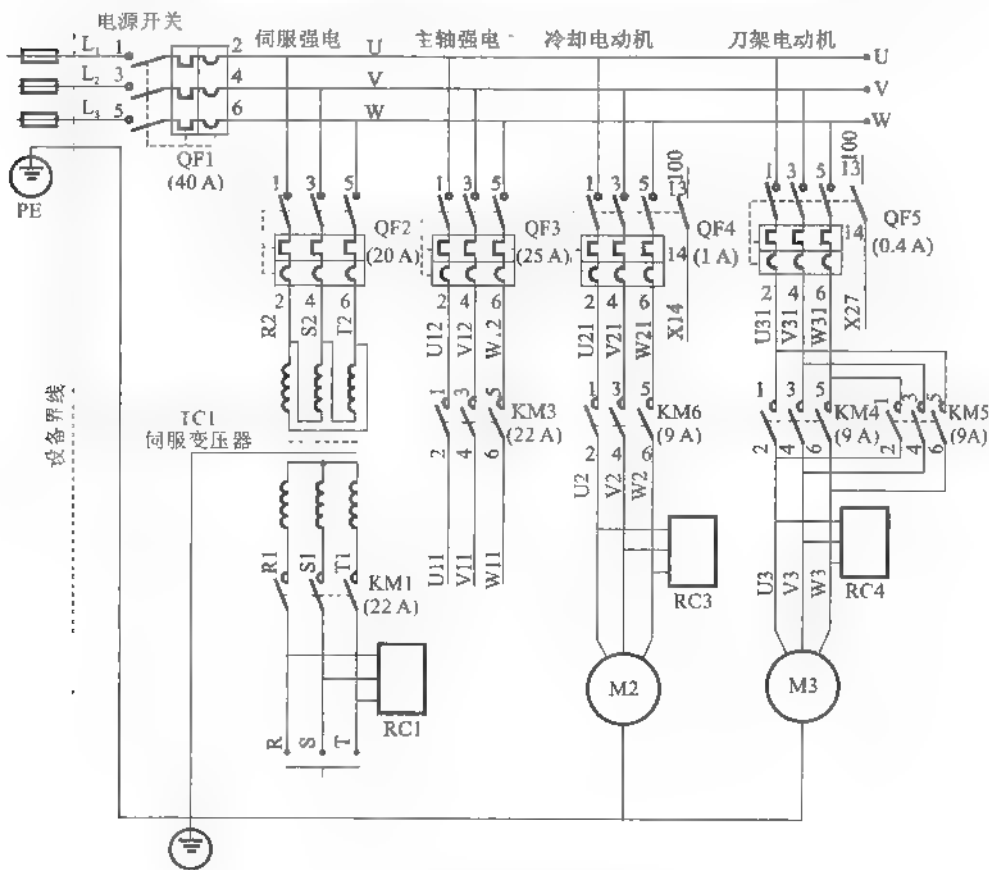 电源开关
伺服强电 主轴强电 冷却电动机 刀架电动机
L₁ 1 2 U U
L₂ 3 4 V V
L₃ 5 6 W W
QF1
(40 A)
PE
1 3 5
QF2
(20 A)
2 4 6
R2 S2 T2
1 3 5
QF3
(25 A)
2 4 6
U12 V12 W12
1 3 5
100
13
QF4
14 (1 A)
2 4 6
U21 V21 W21 X14
1 3 5
100
13
QF5
14 (0.4 A)
2 4 6
U31 V31 W31 X27
设备界线
TC1
伺服变压器
1 3 5
KM3
(22 A)
2 4 6
1 3 5
KM6
(9 A)
2 4 6
1 3 5
KM4
(9 A)
2 4 6
1 3 5
KM5
(9A)
2 4 6
R1 S1 T1
KM1
(22 A)
U11 V11 W11
U2 V2 W2
RC3
U3 V3 W3
RC4
RC1
R S T
M2
M3